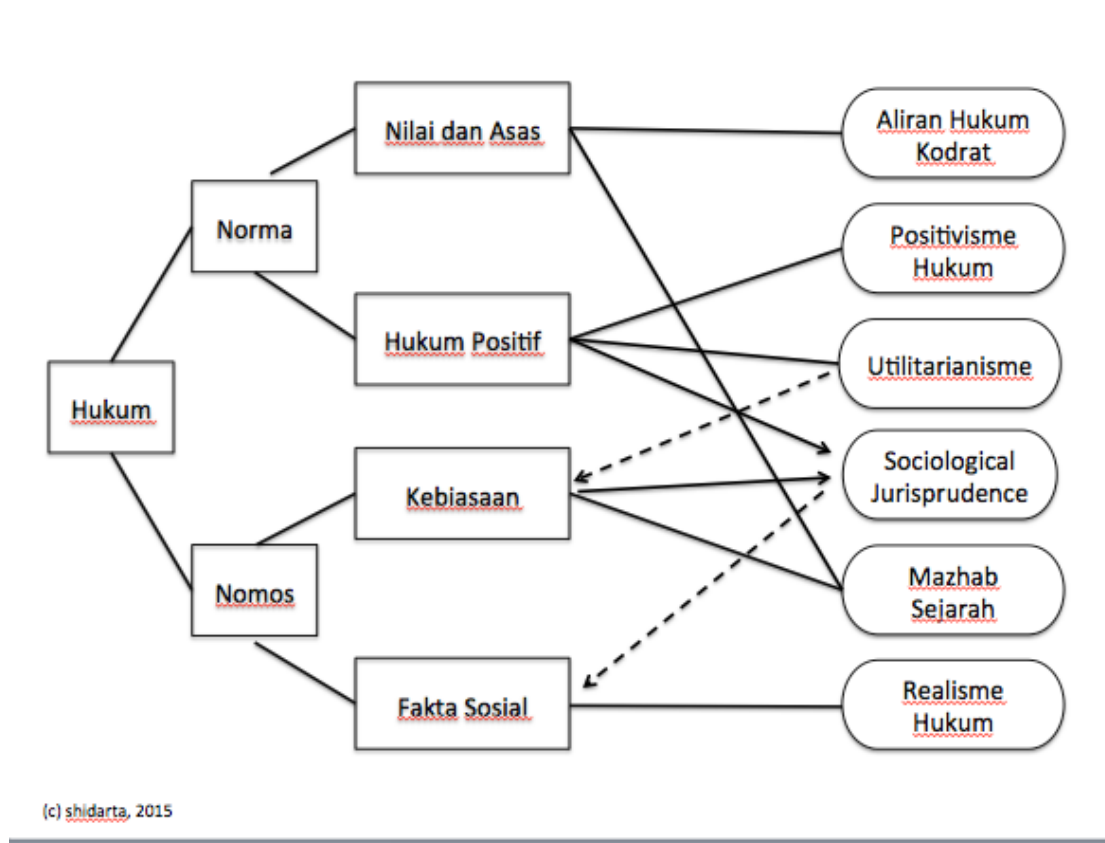 Nilai dan Asas
Aliran Hukum
Kodrat
Norma
Positivisme
Hukum
Hukum Positif
Utilitarianisme
Hukum
Sociological
Jurisprudence
Kebiasaan
Nomos
Mazhab
Sejarah
Fakta Sosial
Realisme
Hukum
(c) shidarta, 2015